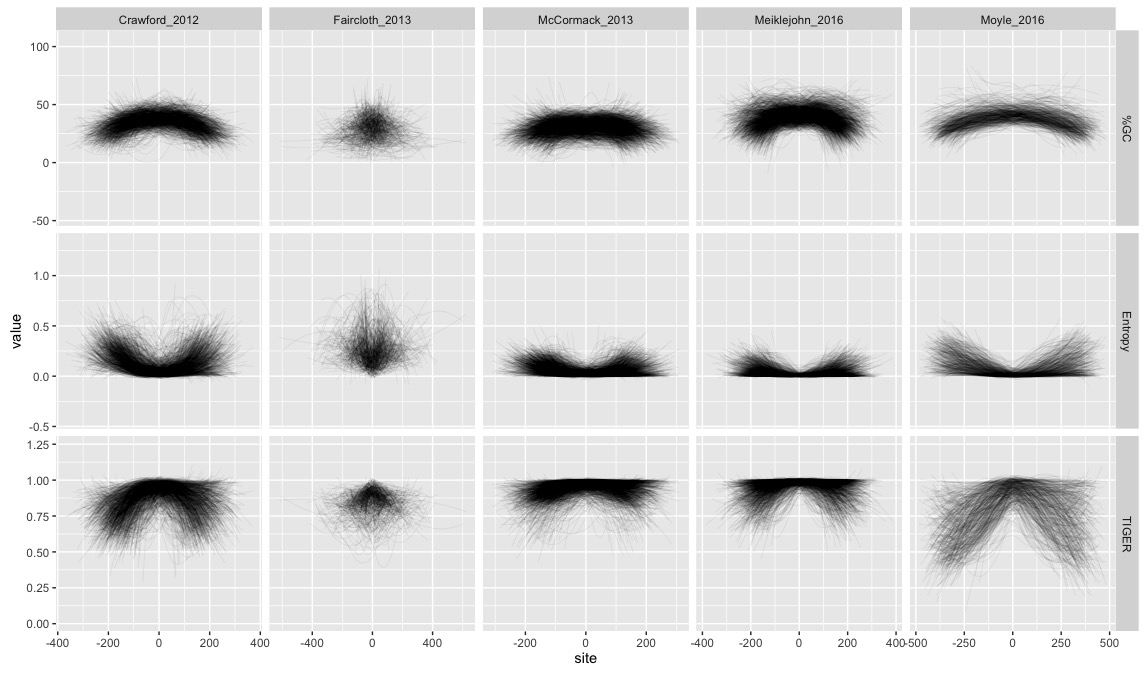 Crawford_2012 Faircloth_2013 McCormack_2013 Meiklejohn_2016 Moyle_2016
100
50
0
-50
%GC
1.0
0.5
0.0
-0.5
Entropy
value
1.25
1.00
0.75
0.50
0.25
0.00
TIGER
-400 -200 0 200 400 -400 0 400 -200 0 200 -400 -200 0 200 400 -500 -250 0 250 500
site